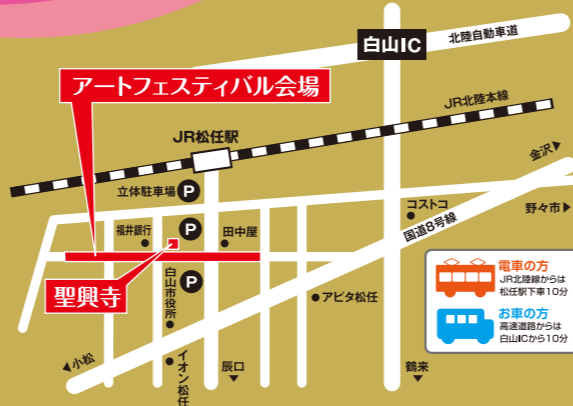 白山IC
北陸自動車道
アートフェスティバル会場
JR北陸本線
JR松任駅
金沢▶
立体駐車場 P
コストコ
野々市▶
国道8号線
福井銀行
P
田中屋
聖興寺
白山市役所
P
アピタ松任
電車の方
JR北陸線からは
松任駅下車10分
お車の方
高速道路からは
白山ICから10分
◀小松
イオン松任
辰口
▼
鶴来
▼